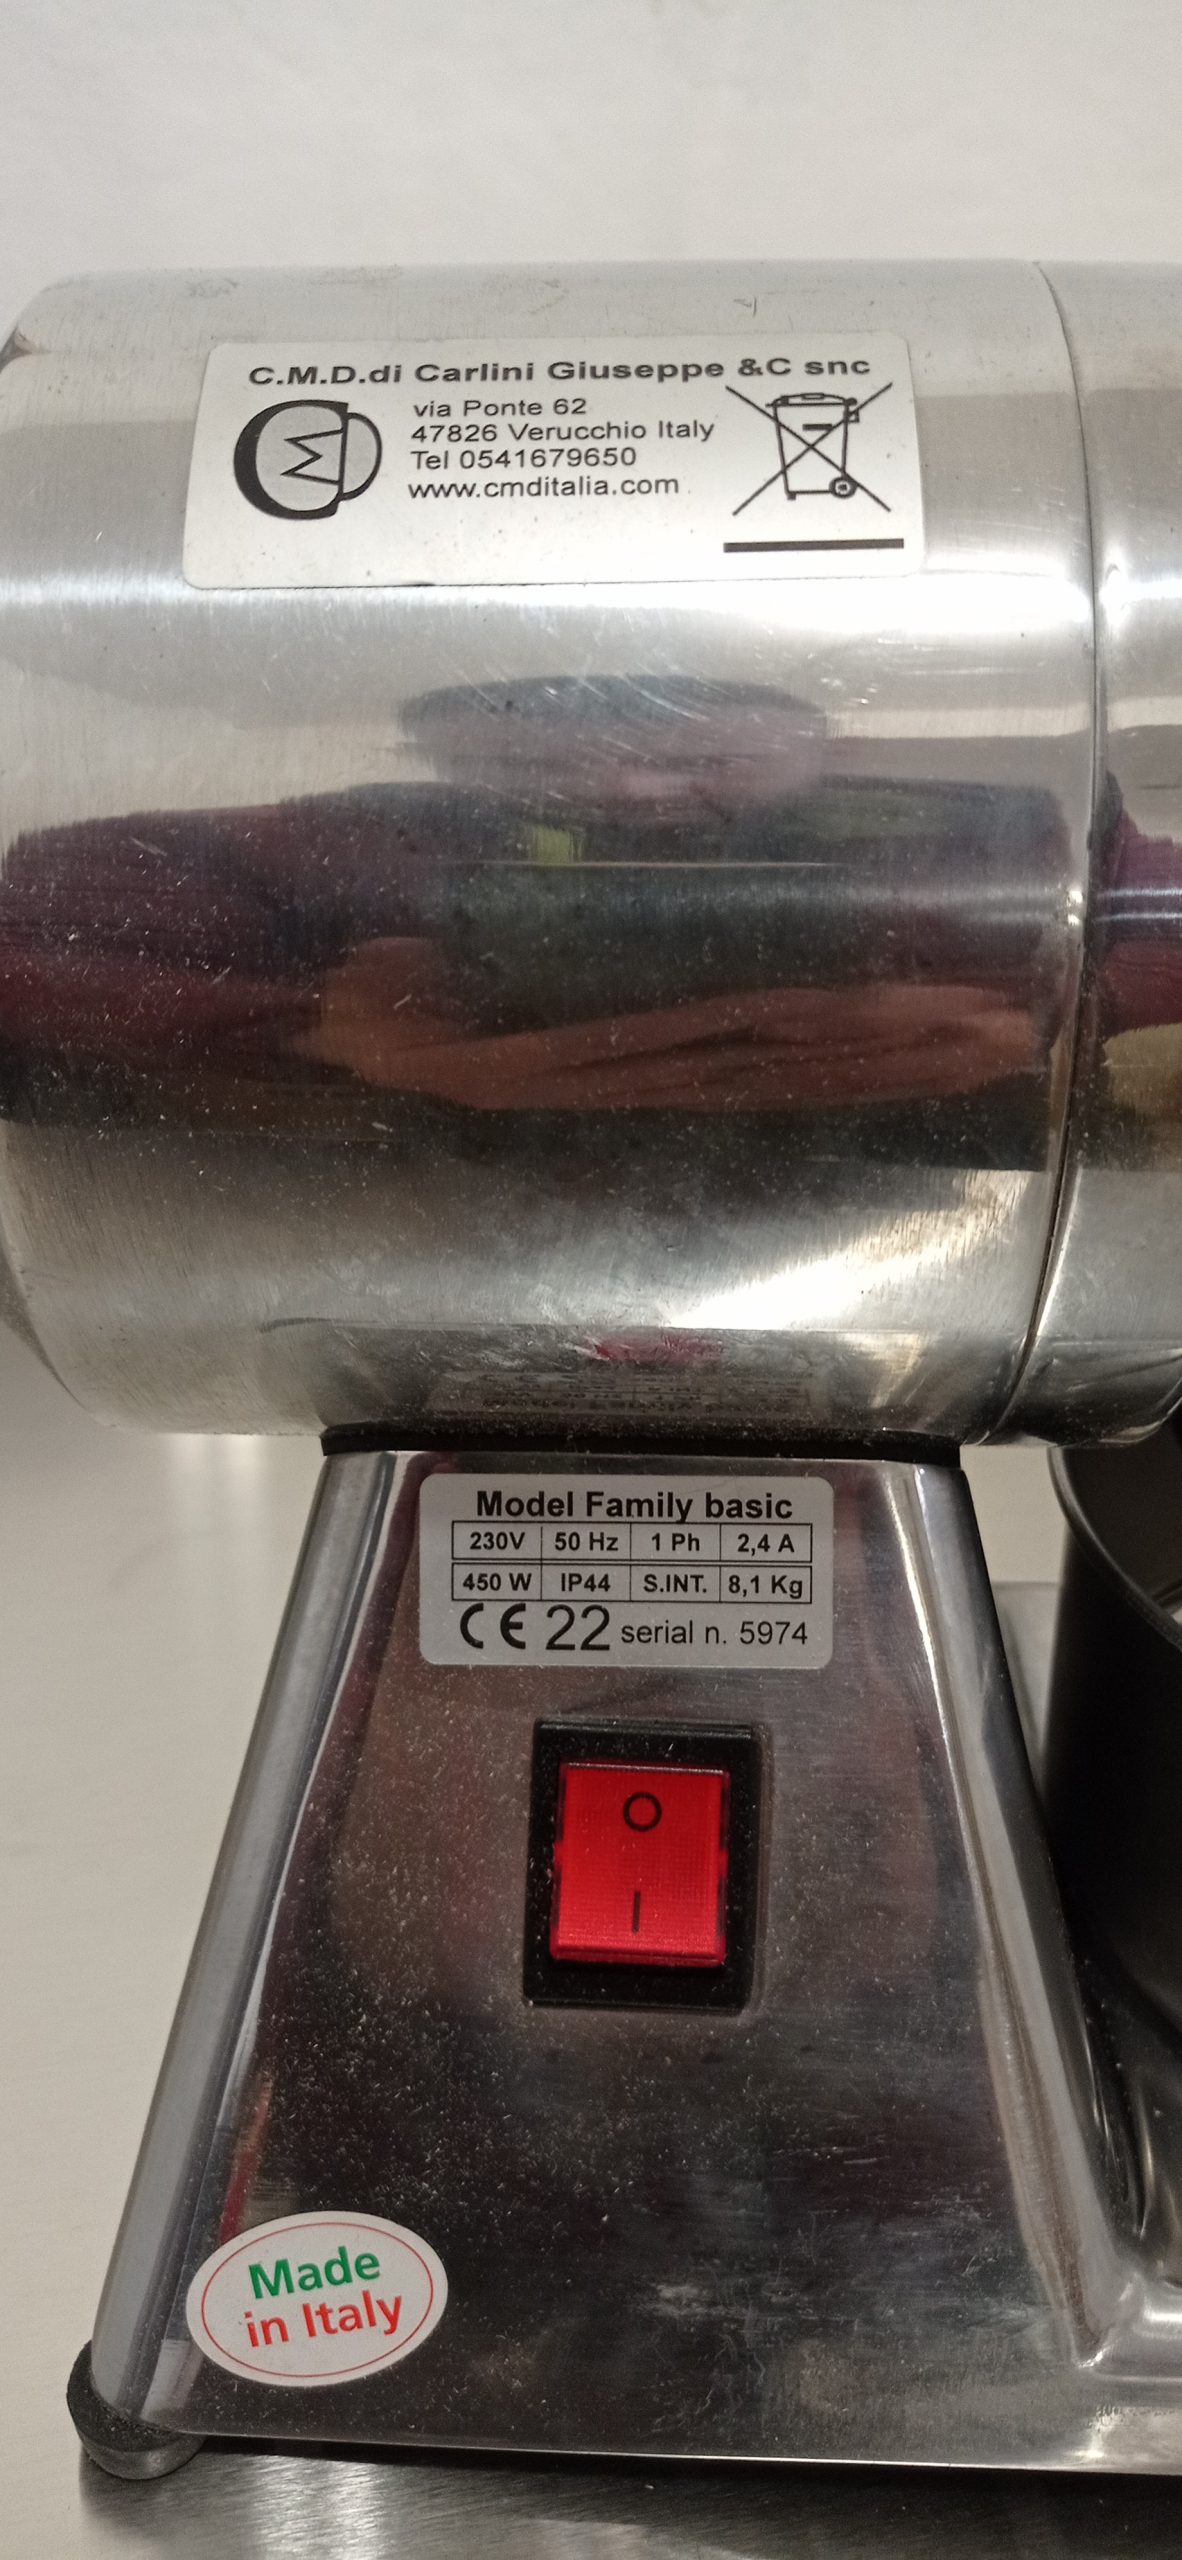 C.M.D.di Carlini Giuseppe &C snc
via Ponte 62
47826 Verucchio Italy
Tel 0541679650
www.cmditalia.com
Model Family basic
230V 50 Hz 1 Ph 2,4 A
450 W IP44 S.INT. 8,1 Kg
CE 22 serial n. 5974
O
I
Made
in Italy